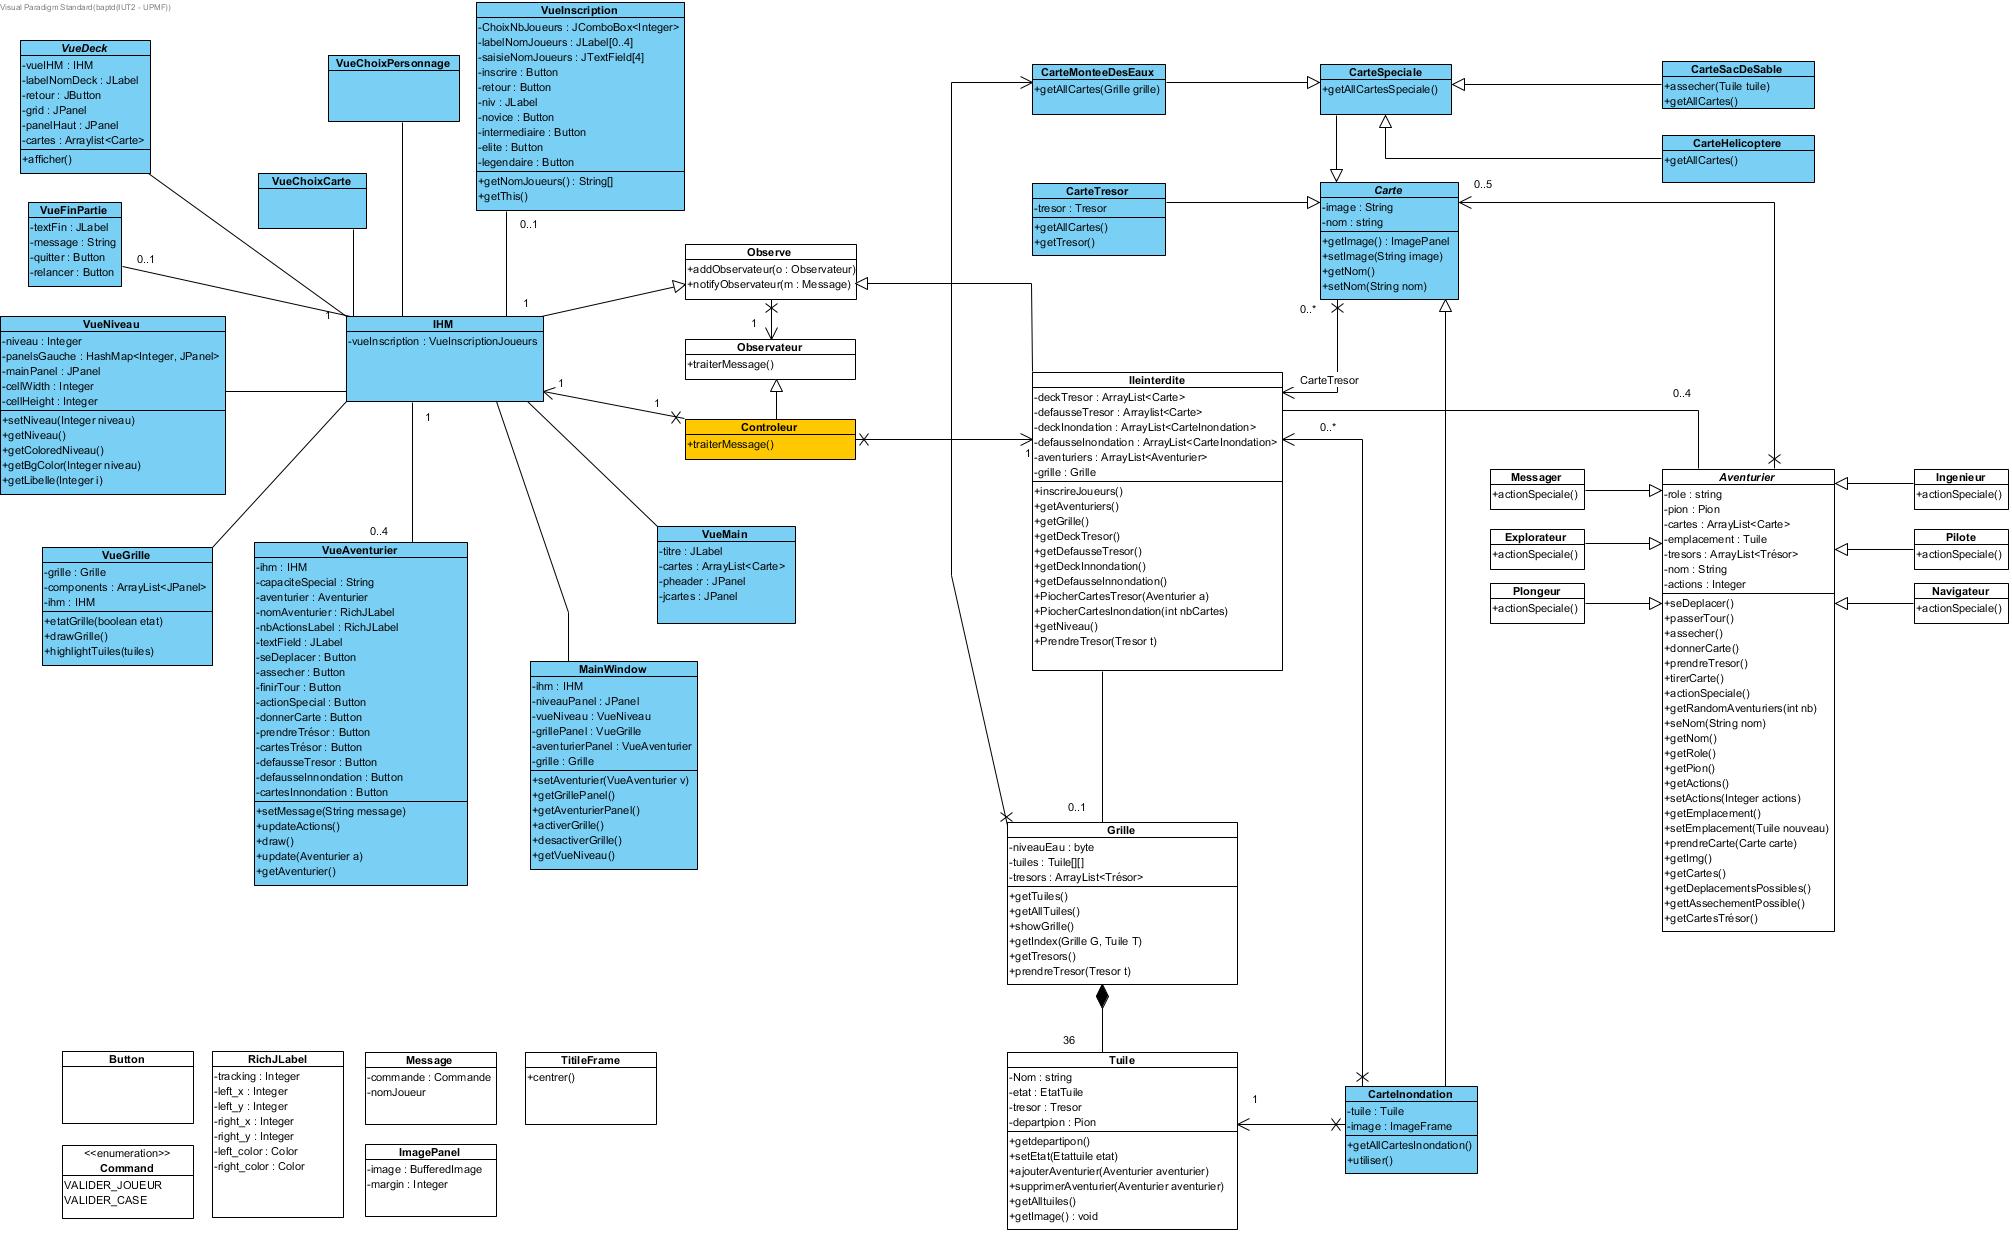 Visual Paradigm Standard(baptd(IUT2 - UPMF))
VueDeck
-vueIHM : IHM
-labelNomDeck : JLabel
-retour : JButton
-grid : JPanel
-panelHaut : JPanel
-cartes : Arraylist<Carte>
+afficher()
VueChoixPersonnage
VueInscription
-ChoixNbJoueurs : JComboBox<Integer>
-labelNomJoueurs : JLabel[0..4]
-saisieNomJoueurs : JTextField[4]
-inscrire : Button
-retour : Button
-niv : JLabel
-novice : Button
-intermediaire : Button
-elite : Button
-legendaire : Button
+getNomJoueurs() : String[]
+getThis()
0..1
1
VueChoixCarte
VueFinPartie
-textFin : JLabel
-message : String
-quitter : Button
-relancer : Button
0..1
1
VueNiveau
-niveau : Integer
-panelsGauche : HashMap<Integer, JPanel>
-mainPanel : JPanel
-cellWidth : Integer
-cellHeight : Integer
+setNiveau(Integer niveau)
+getNiveau()
+getColoredNiveau()
+getBgColor(Integer niveau)
+getLibelle(Integer i)
IHM
-vueInscription : VueInscriptionJoueurs
1
1
1
0..4
Observe
+addObservateur(o : Observateur)
+notifyObservateur(m : Message)
1
Observateur
+traiterMessage()
Controleur
+traiterMessage()
1
VueGrille
-grille : Grille
-components : ArrayList<JPanel>
-ihm : IHM
+etatGrille(boolean etat)
+drawGrille()
+highlightTuiles(tuiles)
VueAventurier
-ihm : IHM
-capaciteSpecial : String
-aventurier : Aventurier
-nomAventurier : RichJLabel
-nbActionsLabel : RichJLabel
-textField : JLabel
-seDeplacer : Button
-assecher : Button
-finirTour : Button
-actionSpecial : Button
-donnerCarte : Button
-prendreTrésor : Button
-cartesTrésor : Button
-defausseTresor : Button
-defausseInnondation : Button
-cartesInnondation : Button
+setMessage(String message)
+updateActions()
+draw()
+update(Aventurier a)
+getAventurier()
VueMain
-titre : JLabel
-cartes : ArrayList<Carte>
-pheader : JPanel
-jcartes : JPanel
MainWindow
-ihm : IHM
-niveauPanel : JPanel
-vueNiveau : VueNiveau
-grillePanel : VueGrille
-aventurierPanel : VueAventurier
-grille : Grille
+setAventurier(VueAventurier v)
+getGrillePanel()
+getAventurierPanel()
+activerGrille()
+desactiverGrille()
+getVueNiveau()
CarteMonteeDesEaux
+getAllCartes(Grille grille)
CarteSpeciale
+getAllCartesSpeciale()
CarteSacDeSable
+assecher(Tuile tuile)
+getAllCartes()
CarteHelicoptere
+getAllCartes()
CarteTresor
-tresor : Tresor
+getAllCartes()
+getTresor()
Carte
-image : String
-nom : string
+getImage() : ImagePanel
+setImage(String image)
+getNom()
+setNom(String nom)
0..5
0..*
CarteTresor
Ileinterdite
-deckTresor : ArrayList<Carte>
-defausseTresor : Arraylist<Carte>
-deckInondation : ArrayList<CarteInondation>
-defausseInondation : ArrayList<CarteInondation>
-aventuriers : ArrayList<Aventurier>
-grille : Grille
+inscrireJoueurs()
+getAventuriers()
+getGrille()
+getDeckTresor()
+getDefausseTresor()
+getDeckInnondation()
+getDefausseInnondation()
+PiocherCartesTresor(Aventurier a)
+PiocherCartesInondation(int nbCartes)
+getNiveau()
+PrendreTresor(Tresor t)
0..4
0..*
Messager
+actionSpeciale()
Explorateur
+actionSpeciale()
Plongeur
+actionSpeciale()
Aventurier
-role : string
-pion : Pion
-cartes : ArrayList<Carte>
-emplacement : Tuile
-tresors : ArrayList<Trésor>
-nom : String
-actions : Integer
+seDeplacer()
+passerTour()
+assecher()
+donnerCarte()
+prendreTresor()
+tirerCarte()
+actionSpeciale()
+getRandomAventuriers(int nb)
+seNom(String nom)
+getNom()
+getRole()
+getPion()
+getActions()
+setActions(Integer actions)
+getEmplacement()
+setEmplacement(Tuile nouveau)
+prendreCarte(Carte carte)
+getImg()
+getCartes()
+getDeplacementsPossibles()
+gettAssechementPossible()
+getCartesTrésor()
Ingenieur
+actionSpeciale()
Pilote
+actionSpeciale()
Navigateur
+actionSpeciale()
0..1
Grille
-niveauEau : byte
-tuiles : Tuile[][]
-tresors : ArrayList<Trésor>
+getTuiles()
+getAllTuiles()
+showGrille()
+getIndex(Grille G, Tuile T)
+getTresors()
+prendreTresor(Tresor t)
36
Tuile
-Nom : string
-etat : EtatTuile
-tresor : Tresor
-departpion : Pion
+getdepartipon()
+setEtat(Etattuile etat)
+ajouterAventurier(Aventurier aventurier)
+supprimerAventurier(Aventurier aventurier)
+getAlltuiles()
+getImage() : void
1
CarteInondation
-tuile : Tuile
-image : ImageFrame
+getAllCartesInondation()
+utiliser()
Button
RichJLabel
-tracking : Integer
-left_x : Integer
-left_y : Integer
-right_x : Integer
-right_y : Integer
-left_color : Color
-right_color : Color
Message
-commande : Commande
-nomJoueur
TitileFrame
+centrer()
<<enumeration>>
Command
VALIDER_JOUEUR
VALIDER_CASE
ImagePanel
-image : BufferedImage
-margin : Integer